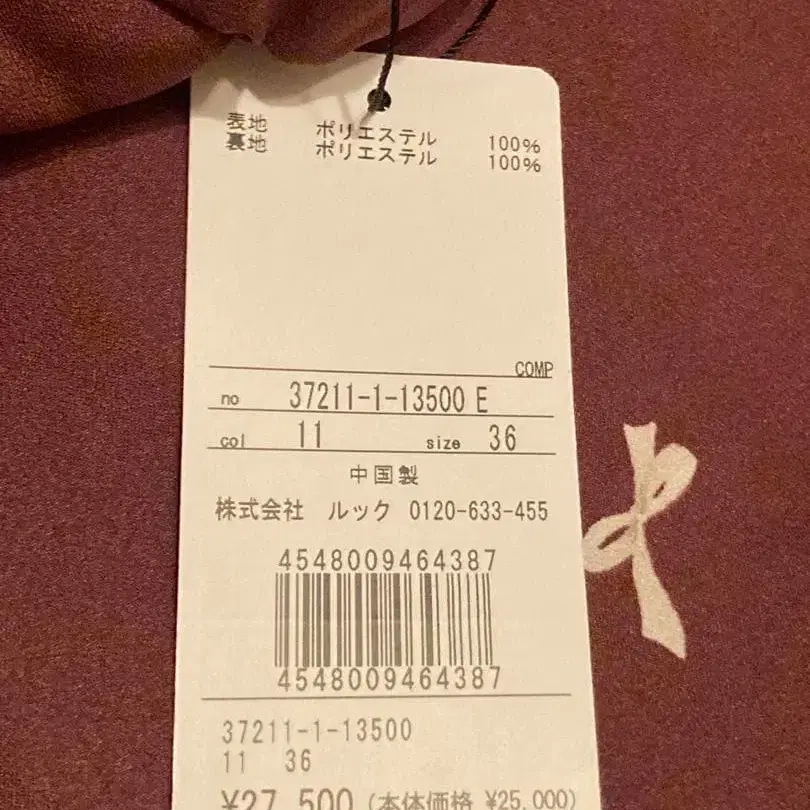 表地 ポリエステル 100%
裏地 ポリエステル 100%
COMP
no 37211-1-13500 E
col 11 size 36
中国製
株式会社 ルック 0120-633-455
4548009464387
4548009464387
37211-1-13500
11 36
¥27,500 (本体価格 ¥25,000)